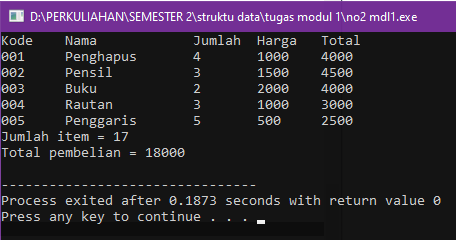 D:\PERKULIAHAN\SEMESTER 2\struktu data\tugas modul 1\no2 mdl1.exe
Kode Nama Jumlah Harga Total
001 Penghapus 4 1000 4000
002 Pensil 3 1500 4500
003 Buku 2 2000 4000
004 Rautan 3 1000 3000
005 Penggaris 5 500 2500
Jumlah item = 17
Total pembelian = 18000
--------------------------------
Process exited after 0.1873 seconds with return value 0
Press any key to continue . . .